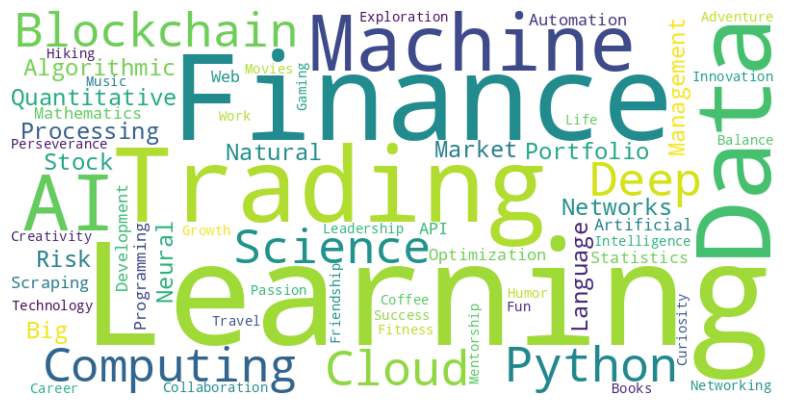 Blockchain
Machine
Exploration
Automation
Adventure
Hiking
Algorithmic
Music
Web
Movies
Gaming
Finance
Management
Innovation
Data
Quantitative
Mathematics
Work
Life
Processing
Perseverance
Stock
Natural
Market
Portfolio
Balance
AI
Trading
Deep
Development
Networks
Creativity
Programming
Neural
Growth
Leadership
API
Artificial
Intelligence
Language
Risk
Science
Optimization
Statistics
Scraping
Learning
Passion
Friendship
Technology
Travel
Coffee
Success
Fitness
Humor
Fun
Curiosity
Big
Mentorship
Computing
Cloud
Python
Career
Collaboration
Books
Networking